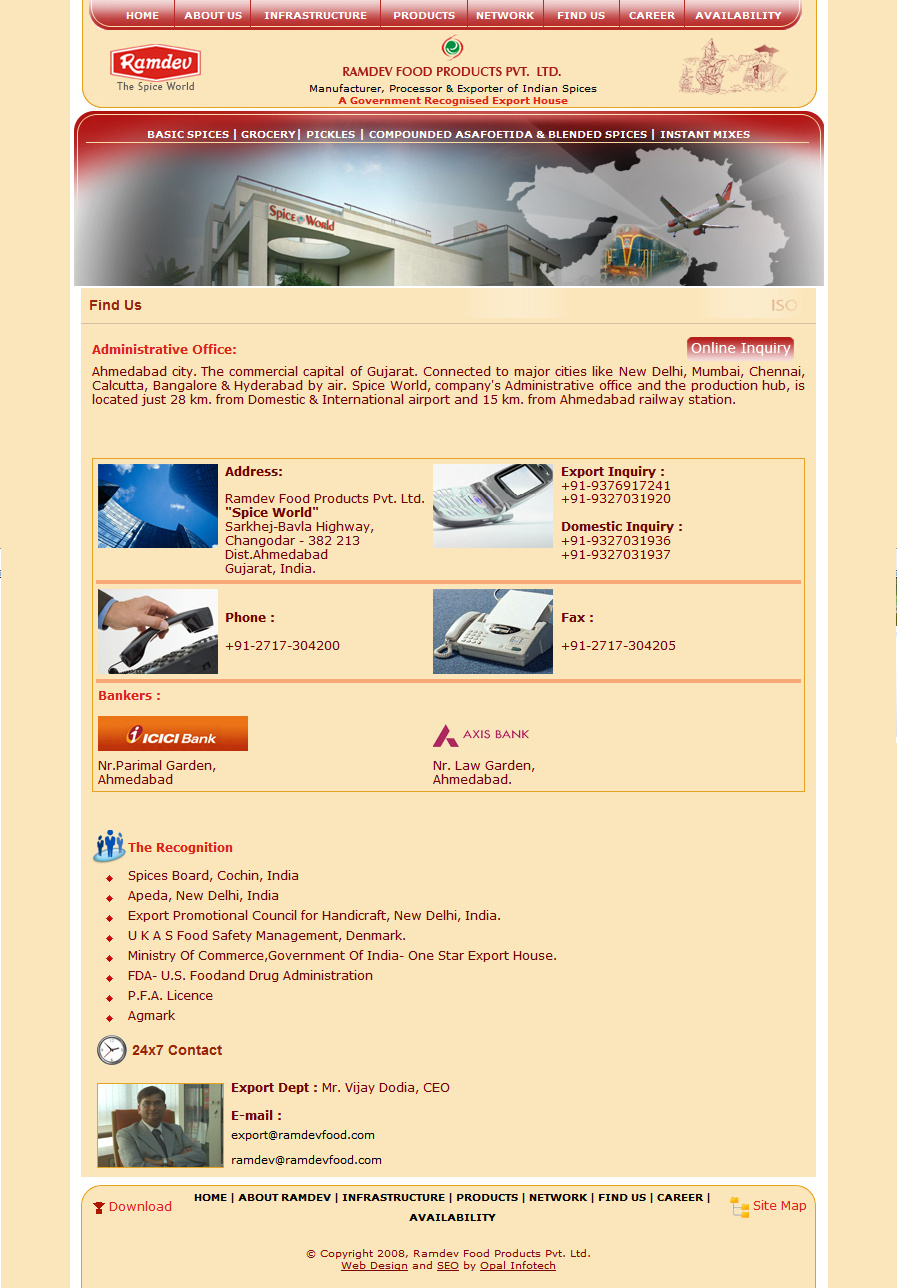 HOME ABOUT US INFRASTRUCTURE PRODUCTS NETWORK FIND US CAREER AVAILABILITY
Ramdev
The Spice World
RAMDEV FOOD PRODUCTS PVT. LTD.
Manufacturer, Processor & Exporter of Indian Spices
A Government Recognised Export House
BASIC SPICES | GROCERY| PICKLES | COMPOUNDED ASAFOETIDA & BLENDED SPICES | INSTANT MIXES
Spice World
Find Us
ISO
Administrative Office:
Online Inquiry
Ahmedabad city. The commercial capital of Gujarat. Connected to major cities like New Delhi, Mumbai, Chennai,
Calcutta, Bangalore & Hyderabad by air. Spice World, company's Administrative office and the production hub, is
located just 28 km. from Domestic & International airport and 15 km. from Ahmedabad railway station.
Address:
Ramdev Food Products Pvt. Ltd.
"Spice World"
Sarkhej-Bavla Highway,
Changodar - 382 213
Dist.Ahmedabad
Gujarat, India.
Export Inquiry :
+91-9376917241
+91-9327031920
Domestic Inquiry :
+91-9327031936
+91-9327031937
Phone :
+91-2717-304200
Fax :
+91-2717-304205
Bankers :
ICICI Bank
Nr.Parimal Garden,
Ahmedabad
AXIS BANK
Nr. Law Garden,
Ahmedabad.
The Recognition
Spices Board, Cochin, India
Apeda, New Delhi, India
Export Promotional Council for Handicraft, New Delhi, India.
U K A S Food Safety Management, Denmark.
Ministry Of Commerce,Government Of India- One Star Export House.
FDA- U.S. Foodand Drug Administration
P.F.A. Licence
Agmark
24x7 Contact
Export Dept : Mr. Vijay Dodia, CEO
E-mail :
export@ramdevfood.com
ramdev@ramdevfood.com
Download
HOME | ABOUT RAMDEV | INFRASTRUCTURE | PRODUCTS | NETWORK | FIND US | CAREER |
AVAILABILITY
Site Map
© Copyright 2008, Ramdev Food Products Pvt. Ltd.
Web Design and SEO by Opal Infotech